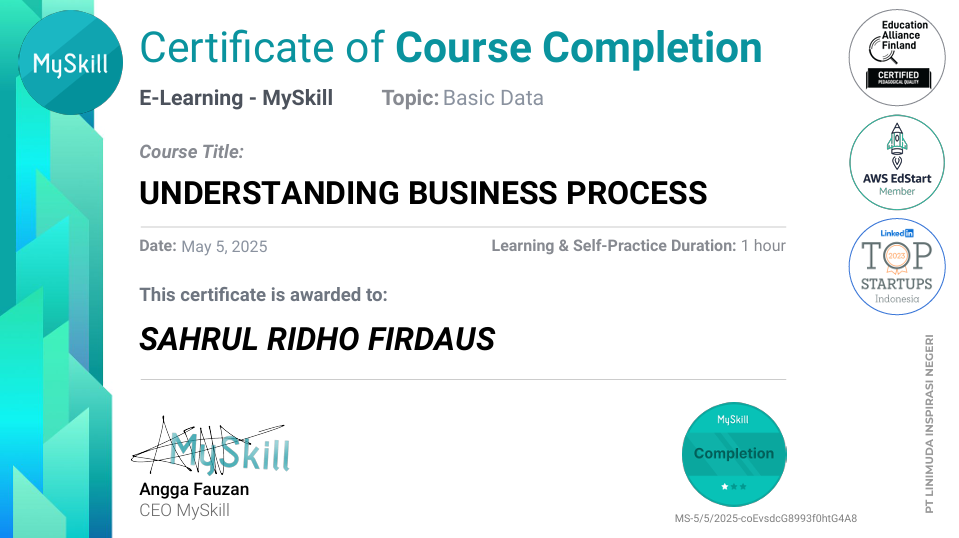 MySkill
Certificate of Course Completion
E-Learning - MySkill Topic: Basic Data
Course Title:
UNDERSTANDING BUSINESS PROCESS
Date: May 5, 2025 Learning & Self-Practice Duration: 1 hour
This certificate is awarded to:
SAHRUL RIDHO FIRDAUS
MySkill
Angga Fauzan
CEO MySkill
MySkill
Completion
MS-5/5/2025-coEvsdcG8993f0htG4A8
Education
Alliance
Finland
CERTIFIED
PEDAGOGICAL QUALITY
AWS EdStart
Member
LinkedIn
TOP
2023
STARTUPS
Indonesia
PT LINIMUDA INSPIRASI NEGERI